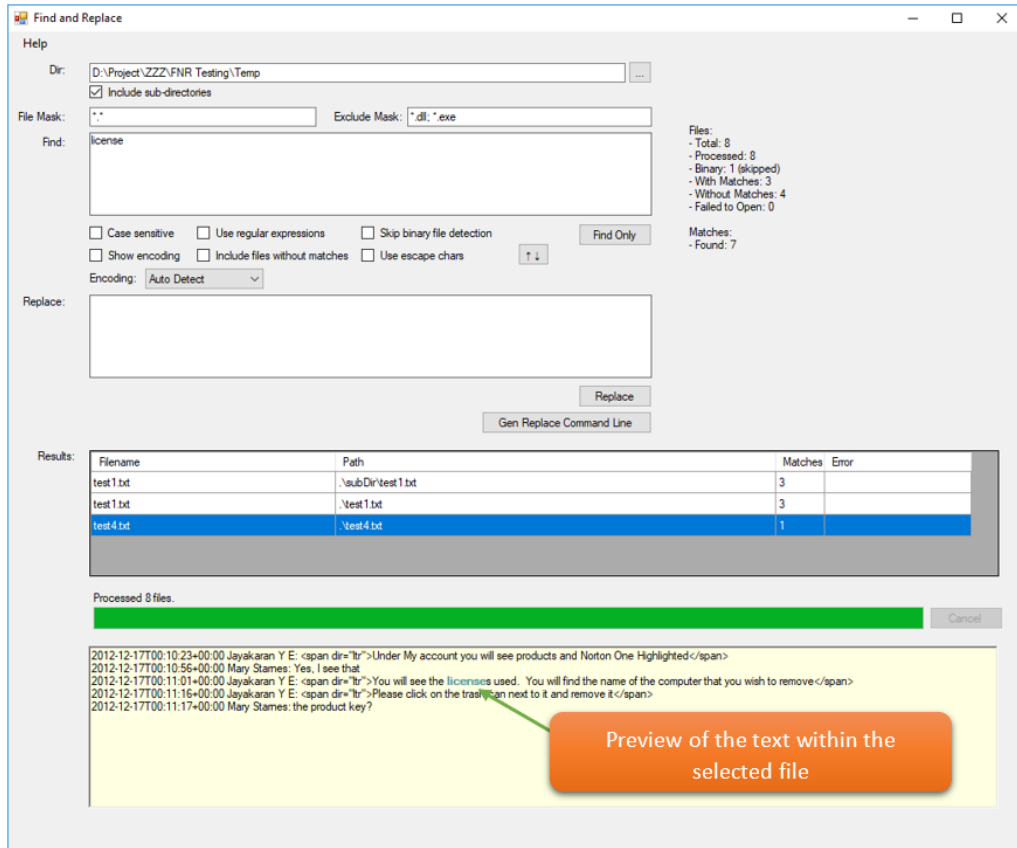 Find and Replace
Help
Dir: D:\Project\ZZZ\FNR Testing\Temp ...
Include sub-directories
File Mask: *.* Exclude Mask: *.dll; *.exe
Find: license
Files:
- Total: 8
- Processed: 8
- Binary: 1 (skipped)
- With Matches: 3
- Without Matches: 4
- Failed to Open: 0
Matches:
- Found: 7
Case sensitive Use regular expressions Skip binary file detection Find Only
Show encoding Include files without matches Use escape chars ↑↓
Encoding: Auto Detect
Replace:
Replace
Gen Replace Command Line
Results:
Filename Path Matches Error
test1.txt .\subDir\test1.txt 3
test1.txt .\test1.txt 3
test4.txt .\test4.txt 1
Processed 8 files.
Cancel
2012-12-17T00:10:23+00:00 Jayakaran Y E: <span dir="ltr">Under My account you will see products and Norton One Highlighted</span>
2012-12-17T00:10:56+00:00 Mary Starnes: Yes, I see that
2012-12-17T00:11:01+00:00 Jayakaran Y E: <span dir="ltr">You will see the licenses used.  You will find the name of the computer that you wish to remove</span>
2012-12-17T00:11:16+00:00 Jayakaran Y E: <span dir="ltr">Please click on the trash can next to it and remove it</span>
2012-12-17T00:11:17+00:00 Mary Starnes: the product key?
Preview of the text within the
selected file